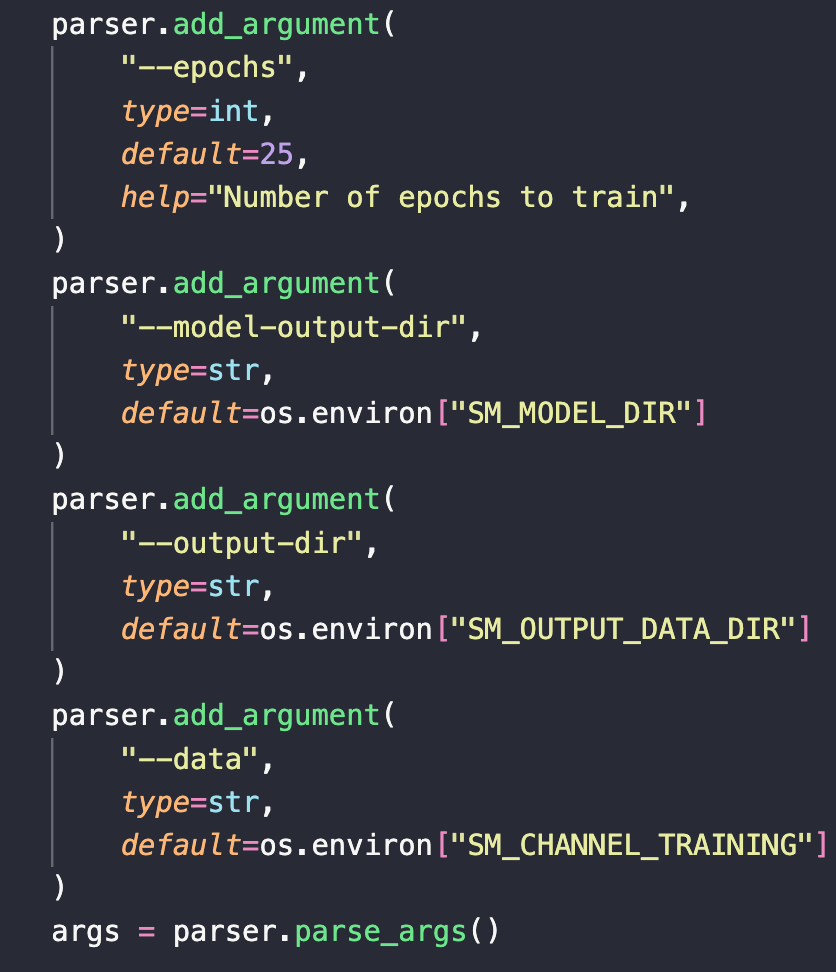 parser.add_argument(
    "--epochs",
    type=int,
    default=25,
    help="Number of epochs to train",
)
parser.add_argument(
    "--model-output-dir",
    type=str,
    default=os.environ["SM_MODEL_DIR"]
)
parser.add_argument(
    "--output-dir",
    type=str,
    default=os.environ["SM_OUTPUT_DATA_DIR"]
)
parser.add_argument(
    "--data",
    type=str,
    default=os.environ["SM_CHANNEL_TRAINING"]
)
args = parser.parse_args()